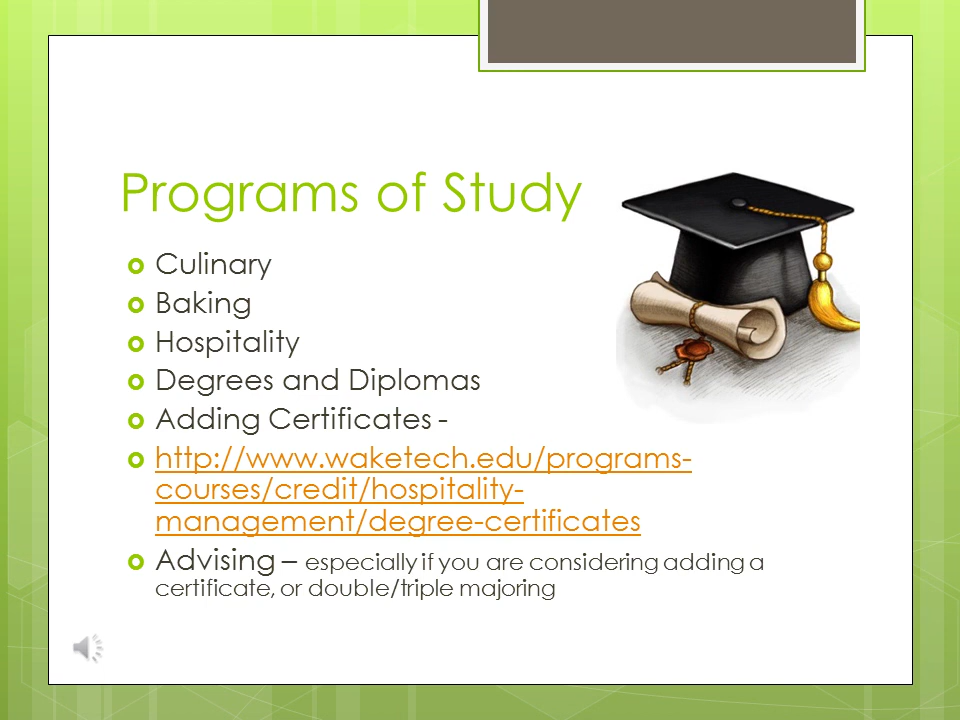 Programs of Study
Culinary
Baking
Hospitality
Degrees and Diplomas
Adding Certificates -
http://www.waketech.edu/programs-
courses/credit/hospitality-
management/degree-certificates
Advising – especially if you are considering adding a
certificate, or double/triple majoring